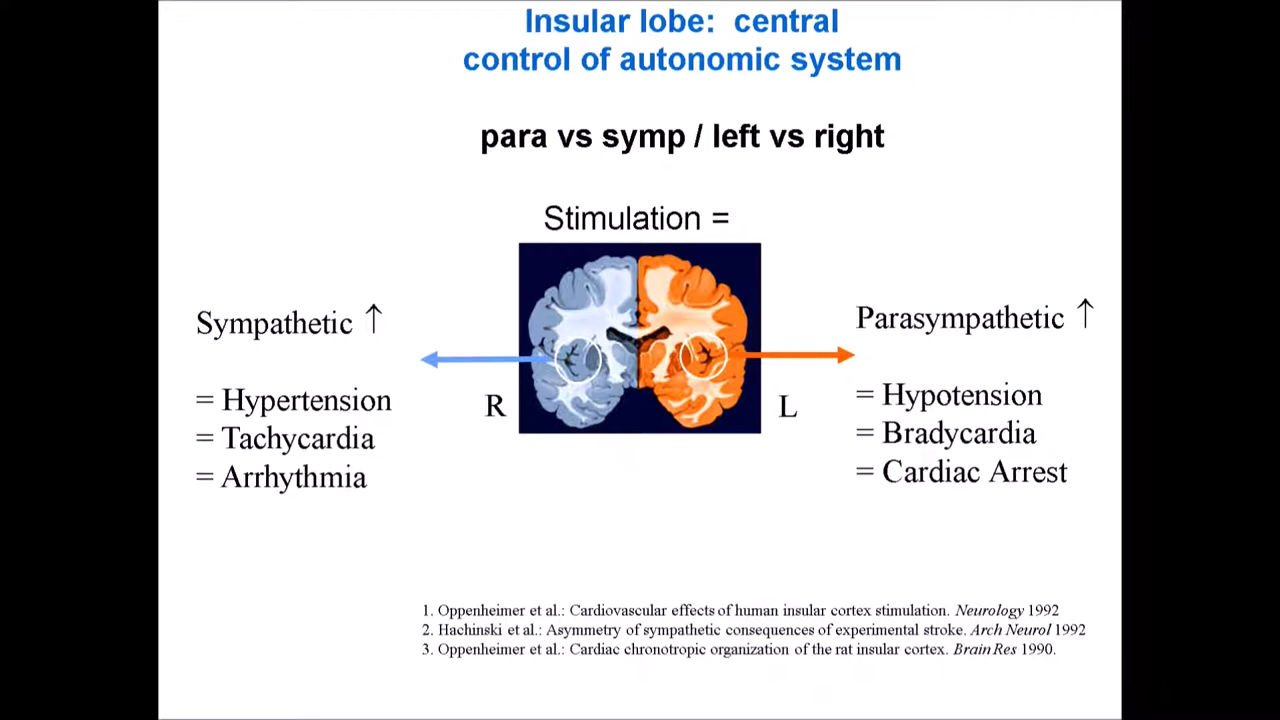 Insular lobe: central
control of autonomic system
para vs symp / left vs right
Stimulation =
Sympathetic ↑
= Hypertension
= Tachycardia
= Arrhythmia
R
L
Parasympathetic ↑
= Hypotension
= Bradycardia
= Cardiac Arrest
1. Oppenheimer et al.: Cardiovascular effects of human insular cortex stimulation. Neurology 1992
2. Hachinski et al.: Asymmetry of sympathetic consequences of experimental stroke. Arch Neurol 1992
3. Oppenheimer et al.: Cardiac chronotropic organization of the rat insular cortex. Brain Res 1990.